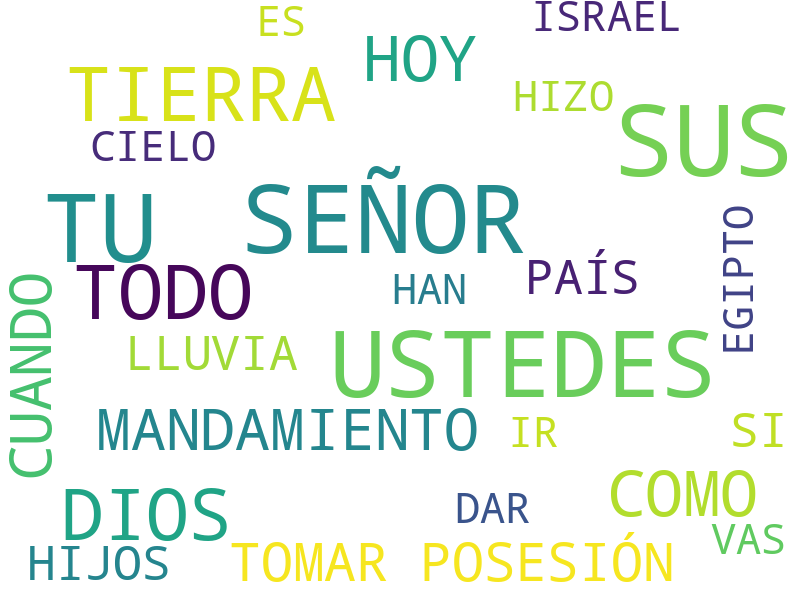 ES
ISRAEL
HOY
TIERRA
HIZO
SUS
CIELO
TU
SEÑOR
EGIPTO
TODO
HAN
PAÍS
CUANDO
LLUVIA
USTEDES
MANDAMIENTO
IR
SI
DIOS
DAR
COMO
VAS
HIJOS
TOMAR POSESIÓN